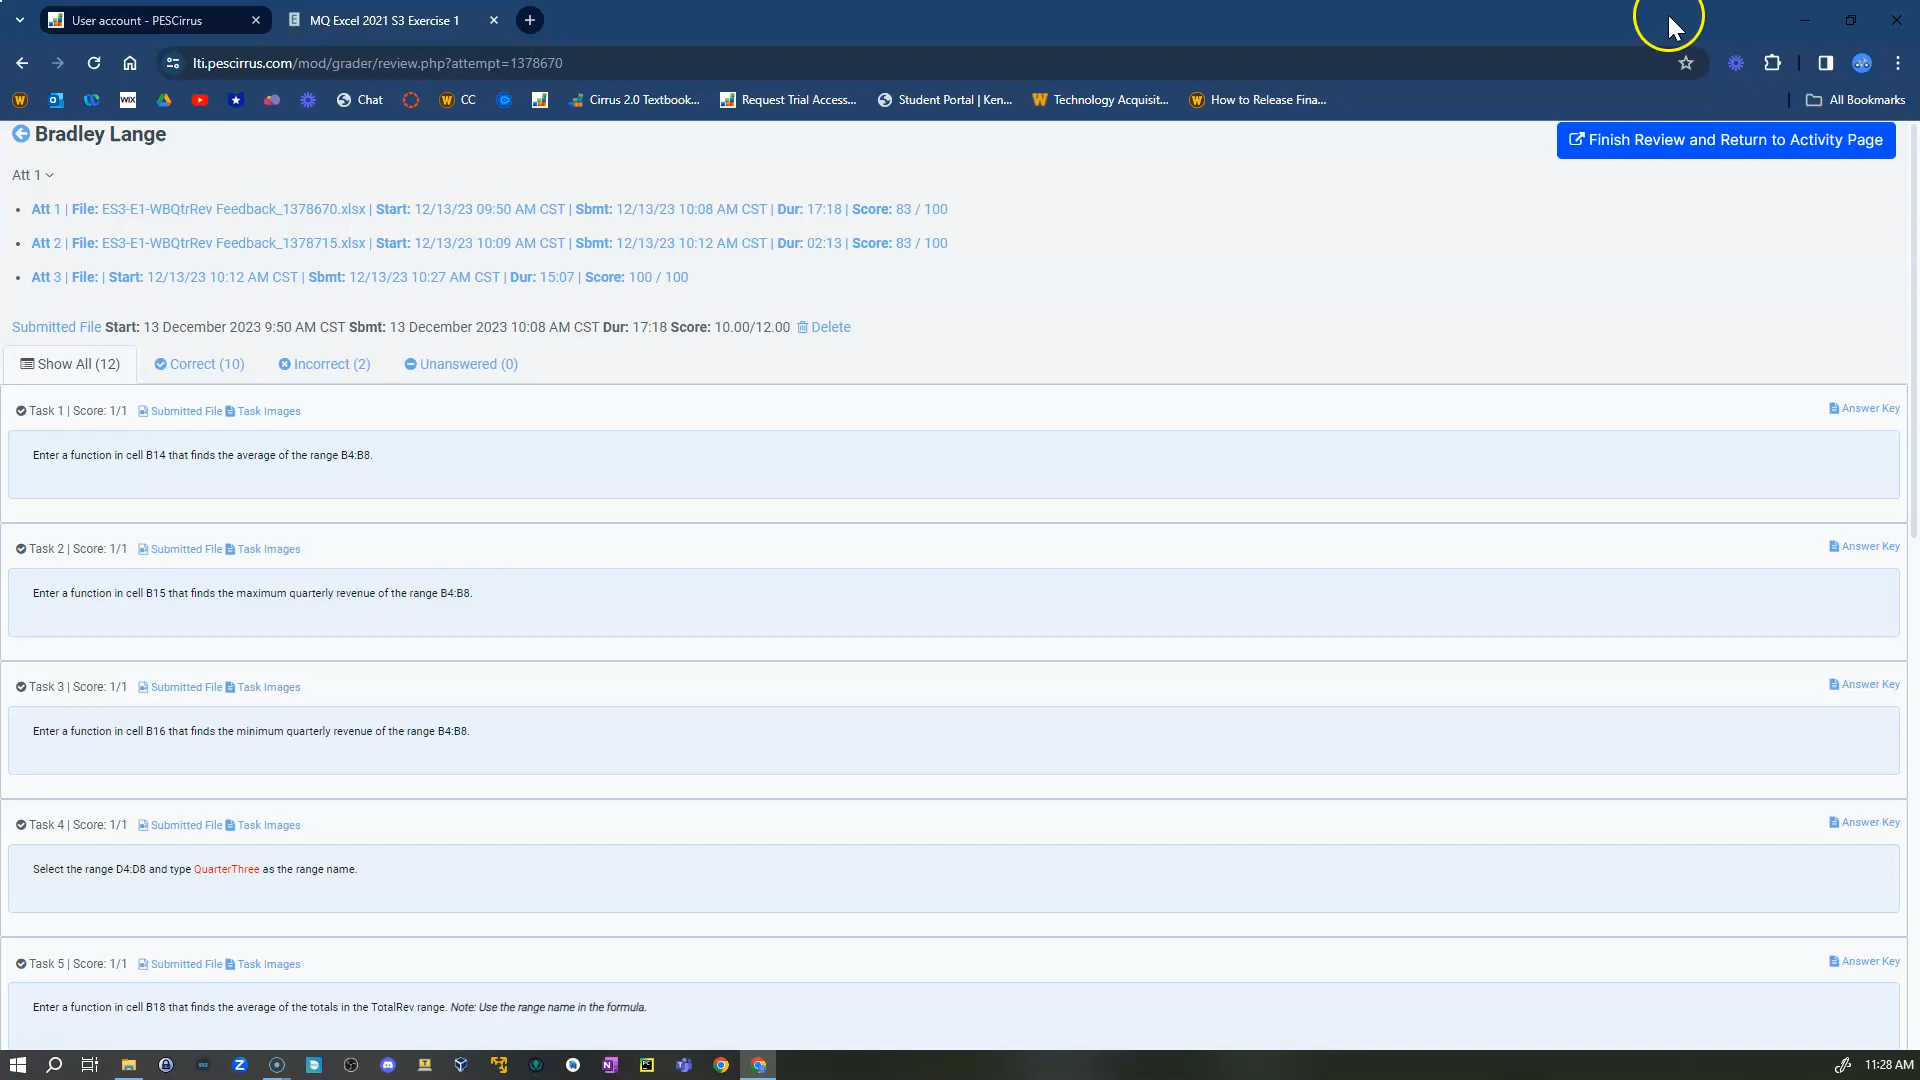 User account - PESCirrus
MQ Excel 2021 S3 Exercise 1
lti.pescirrus.com/mod/grader/review.php?attempt=1378670
WIX
Chat
CC
Cirrus 2.0 Textbook...
Request Trial Access...
Student Portal | Ken...
Technology Acquisit...
How to Release Fina...
All Bookmarks
Bradley Lange
Finish Review and Return to Activity Page
Att 1
Att 1 | File: ES3-E1-WBQtrRev Feedback_1378670.xlsx | Start: 12/13/23 09:50 AM CST | Sbmt: 12/13/23 10:08 AM CST | Dur: 17:18 | Score: 83 / 100
Att 2 | File: ES3-E1-WBQtrRev Feedback_1378715.xlsx | Start: 12/13/23 10:09 AM CST | Sbmt: 12/13/23 10:12 AM CST | Dur: 02:13 | Score: 83 / 100
Att 3 | File: | Start: 12/13/23 10:12 AM CST | Sbmt: 12/13/23 10:27 AM CST | Dur: 15:07 | Score: 100 / 100
Submitted File Start: 13 December 2023 9:50 AM CST Sbmt: 13 December 2023 10:08 AM CST Dur: 17:18 Score: 10.00/12.00 Delete
Show All (12) Correct (10) Incorrect (2) Unanswered (0)
Task 1 | Score: 1/1 Submitted File Task Images
Answer Key
Enter a function in cell B14 that finds the average of the range B4:B8.
Task 2 | Score: 1/1 Submitted File Task Images
Answer Key
Enter a function in cell B15 that finds the maximum quarterly revenue of the range B4:B8.
Task 3 | Score: 1/1 Submitted File Task Images
Answer Key
Enter a function in cell B16 that finds the minimum quarterly revenue of the range B4:B8.
Task 4 | Score: 1/1 Submitted File Task Images
Answer Key
Select the range D4:D8 and type QuarterThree as the range name.
Task 5 | Score: 1/1 Submitted File Task Images
Answer Key
Enter a function in cell B18 that finds the average of the totals in the TotalRev range. Note: Use the range name in the formula.
11:28 AM